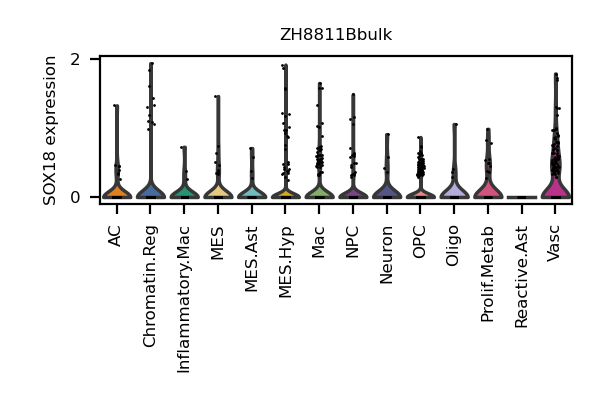 ZH8811Bbulk
SOX18 expression
2
0
AC
Chromatin.Reg
Inflammatory.Mac
MES
MES.Ast
MES.Hyp
Mac
NPC
Neuron
OPC
Oligo
Prolif.Metab
Reactive.Ast
Vasc